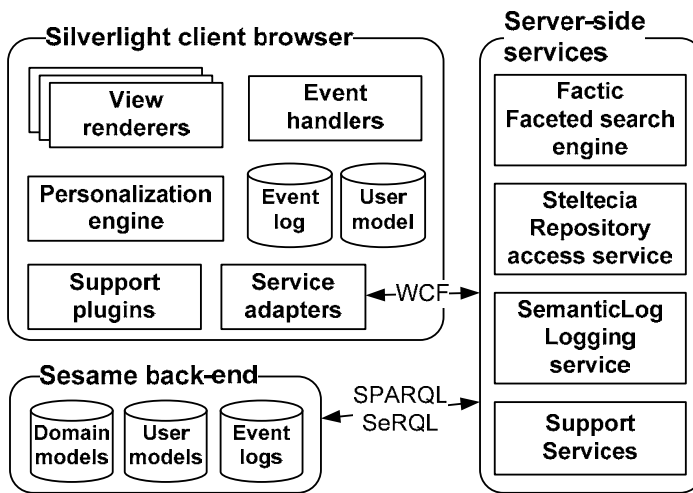 Silverlight client browser
View
renderers
Event
handlers
Personalization
engine
Event
log
User
model
Support
plugins
Service
adapters
WCF
Server-side
services
Factic
Faceted search
engine
Steltecia
Repository
access service
SemanticLog
Logging
service
Support
Services
Sesame back-end
Domain
models
User
models
Event
logs
SPARQL
SeRQL